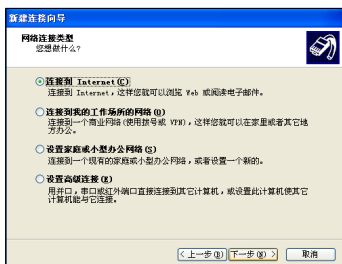 新建连接向导
网络连接类型
您想做什么?
连接到 Internet(C)
连接到 Internet,这样您就可以浏览 Web 或阅读电子邮件。
连接到我的工作场所的网络(O)
连接到一个商业网络(使用拨号或 VPN),这样您就可以在家里或者其它地
方办公。
设置家庭或小型办公网络(S)
连接到一个现有的家庭或小型办公网络,或者设置一个新的。
设置高级连接(E)
用并口,串口或红外端口直接连接到其它计算机,或设置此计算机使其它
计算机能与它连接。
<上一步(B) 下一步(N)> 取消